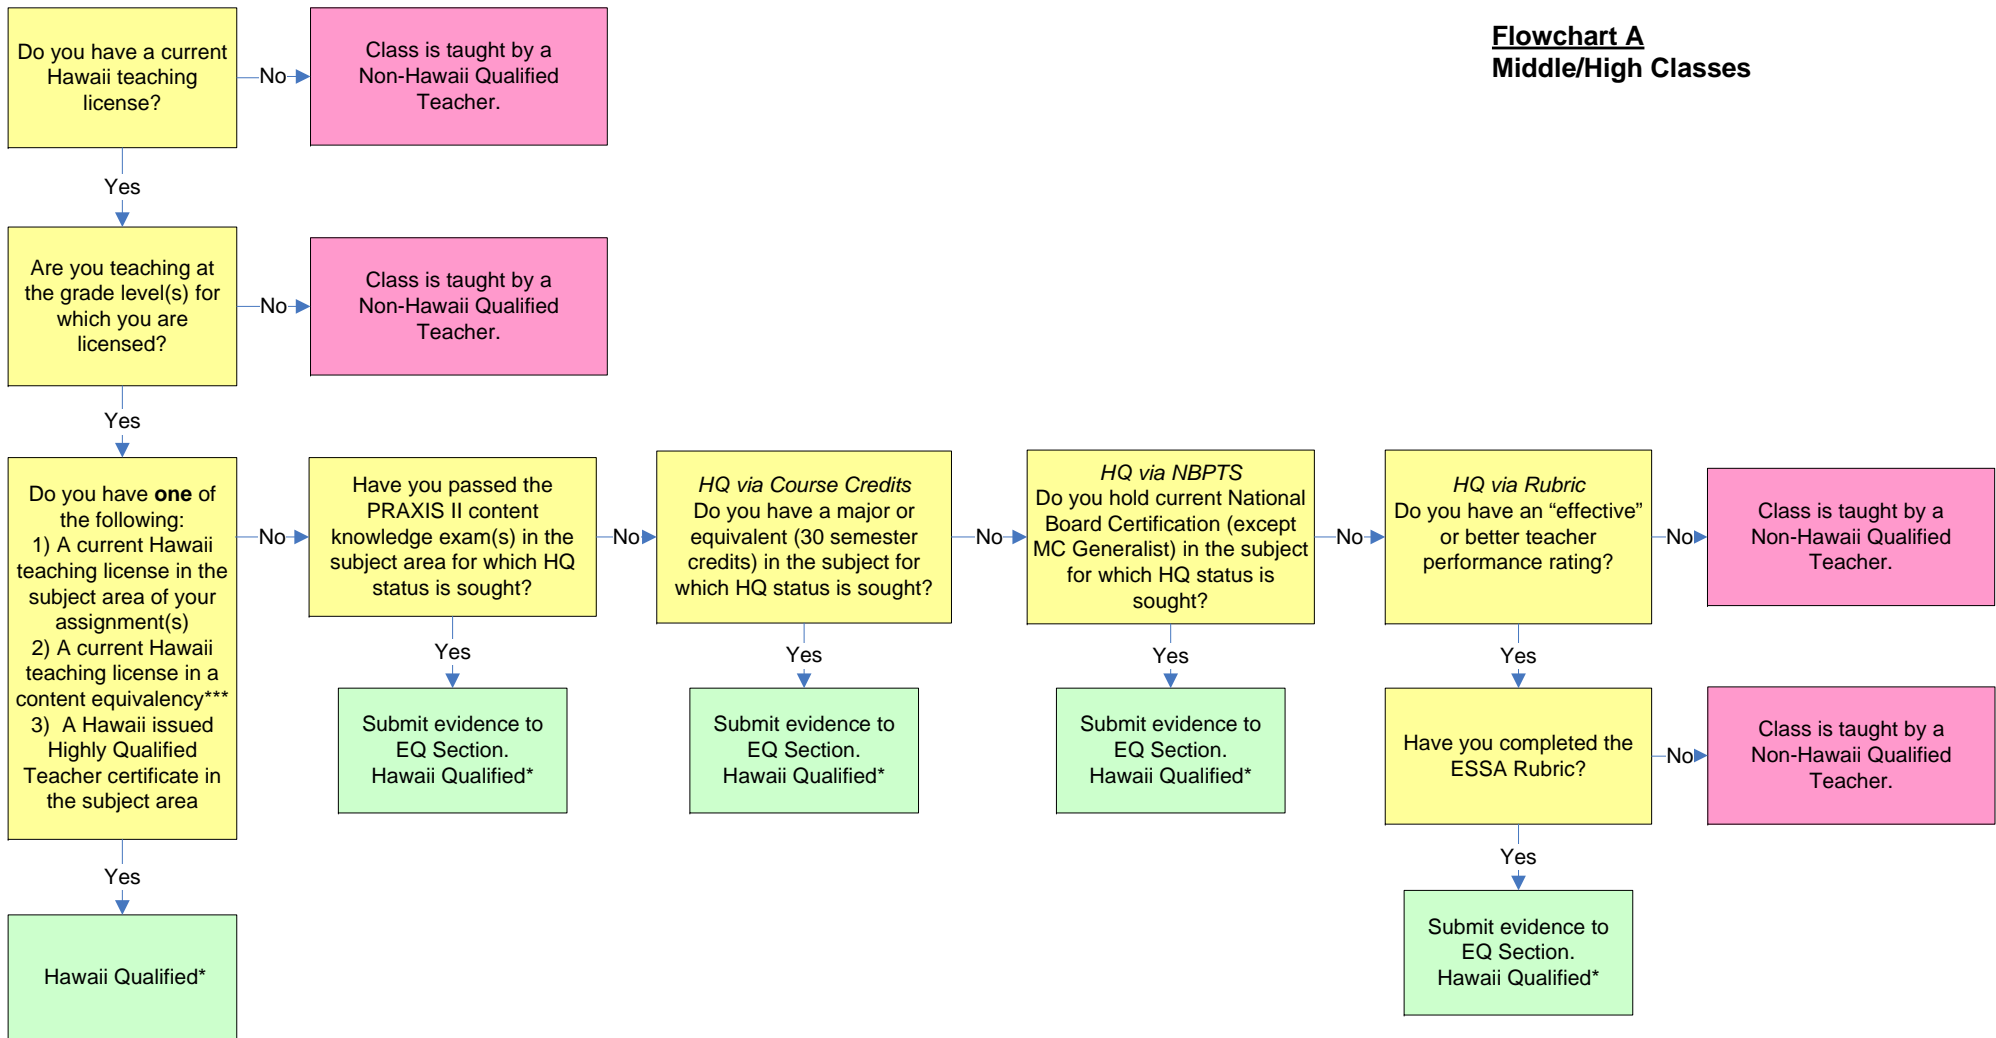 Flowchart A
Middle/High Classes
Do you have a current
Hawaii teaching
license?
No
Class is taught by a
Non-Hawaii Qualified
Teacher.
Yes
Are you teaching at
the grade level(s) for
which you are
licensed?
No
Class is taught by a
Non-Hawaii Qualified
Teacher.
Yes
Do you have one of
the following:
1) A current Hawaii
teaching license in the
subject area of your
assignment(s)
2) A current Hawaii
teaching license in a
content equivalency***
3) A Hawaii issued
Highly Qualified
Teacher certificate in
the subject area
No
Have you passed the
PRAXIS II content
knowledge exam(s) in the
subject area for which HQ
status is sought?
No
HQ via Course Credits
Do you have a major or
equivalent (30 semester
credits) in the subject for
which HQ status is sought?
No
HQ via NBPTS
Do you hold current National
Board Certification (except
MC Generalist) in the subject
for which HQ status is
sought?
No
HQ via Rubric
Do you have an “effective”
or better teacher
performance rating?
No
Class is taught by a
Non-Hawaii Qualified
Teacher.
Yes
Submit evidence to
EQ Section.
Hawaii Qualified*
Yes
Submit evidence to
EQ Section.
Hawaii Qualified*
Yes
Submit evidence to
EQ Section.
Hawaii Qualified*
Yes
Have you completed the
ESSA Rubric?
No
Class is taught by a
Non-Hawaii Qualified
Teacher.
Yes
Hawaii Qualified*
Yes
Submit evidence to
EQ Section.
Hawaii Qualified*